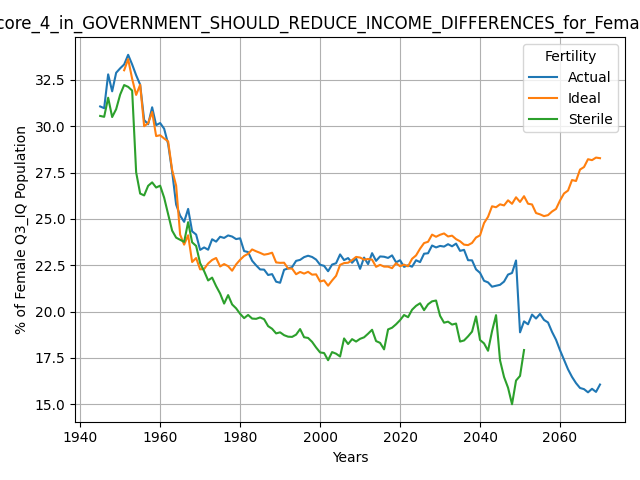 core_4_in_GOVERNMENT_SHOULD_REDUCE_INCOME_DIFFERENCES_for_Fema
Fertility
Actual
Ideal
Sterile
% of Female Q3_IQ Population
32.5
30.0
27.5
25.0
22.5
20.0
17.5
15.0
1940
1960
1980
2000
2020
2040
2060
Years